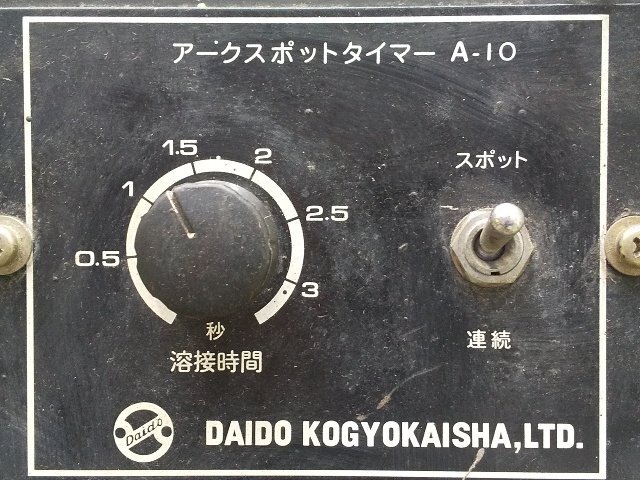 アークスポットタイマー A-10
0.5
1
1.5
2
2.5
3
秒
溶接時間
スポット
連続
Daido
DAIDO KOGYOKAISHA,LTD.